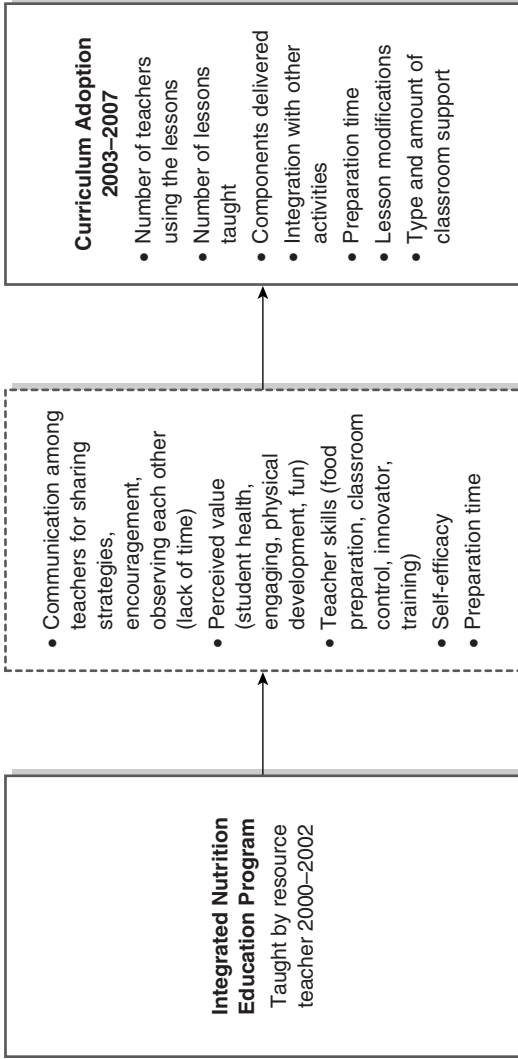 Integrated Nutrition
Education Program
Taught by resource
teacher 2000–2002
• Communication among
teachers for sharing
strategies,
encouragement,
observing each other
(lack of time)
• Perceived value
(student health,
engaging, physical
development, fun)
• Teacher skills (food
preparation, classroom
control, innovator,
training)
• Self-efficacy
• Preparation time
Curriculum Adoption
2003–2007
• Number of teachers
using the lessons
• Number of lessons
taught
• Components delivered
• Integration with other
activities
• Preparation time
• Lesson modifications
• Type and amount of
classroom support